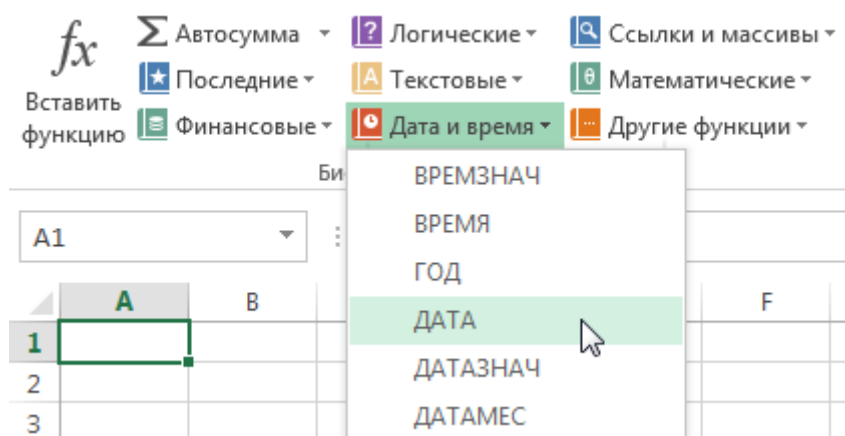 fx
Вставить
функцию
Σ Автосумма
Последние
Финансовые
Логические
Текстовые
Дата и время
Ссылки и массивы
Математические
Другие функции
Би
ВРЕМЗНАЧ
ВРЕМЯ
ГОД
ДАТА
ДАТАЗНАЧ
ДАТАМЕС
A1
A B F
1
2
3